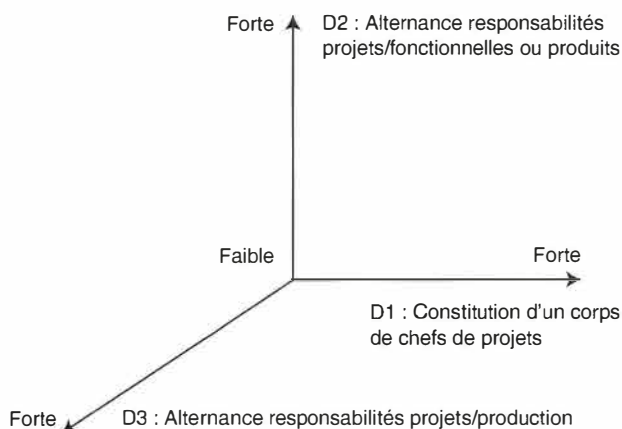 Forte
D2 : Alternance responsabilités
projets/fonctionnelles ou produits
Faible
Forte
D1 : Constitution d'un corps
de chefs de projets
Forte
D3 : Alternance responsabilités projets/production